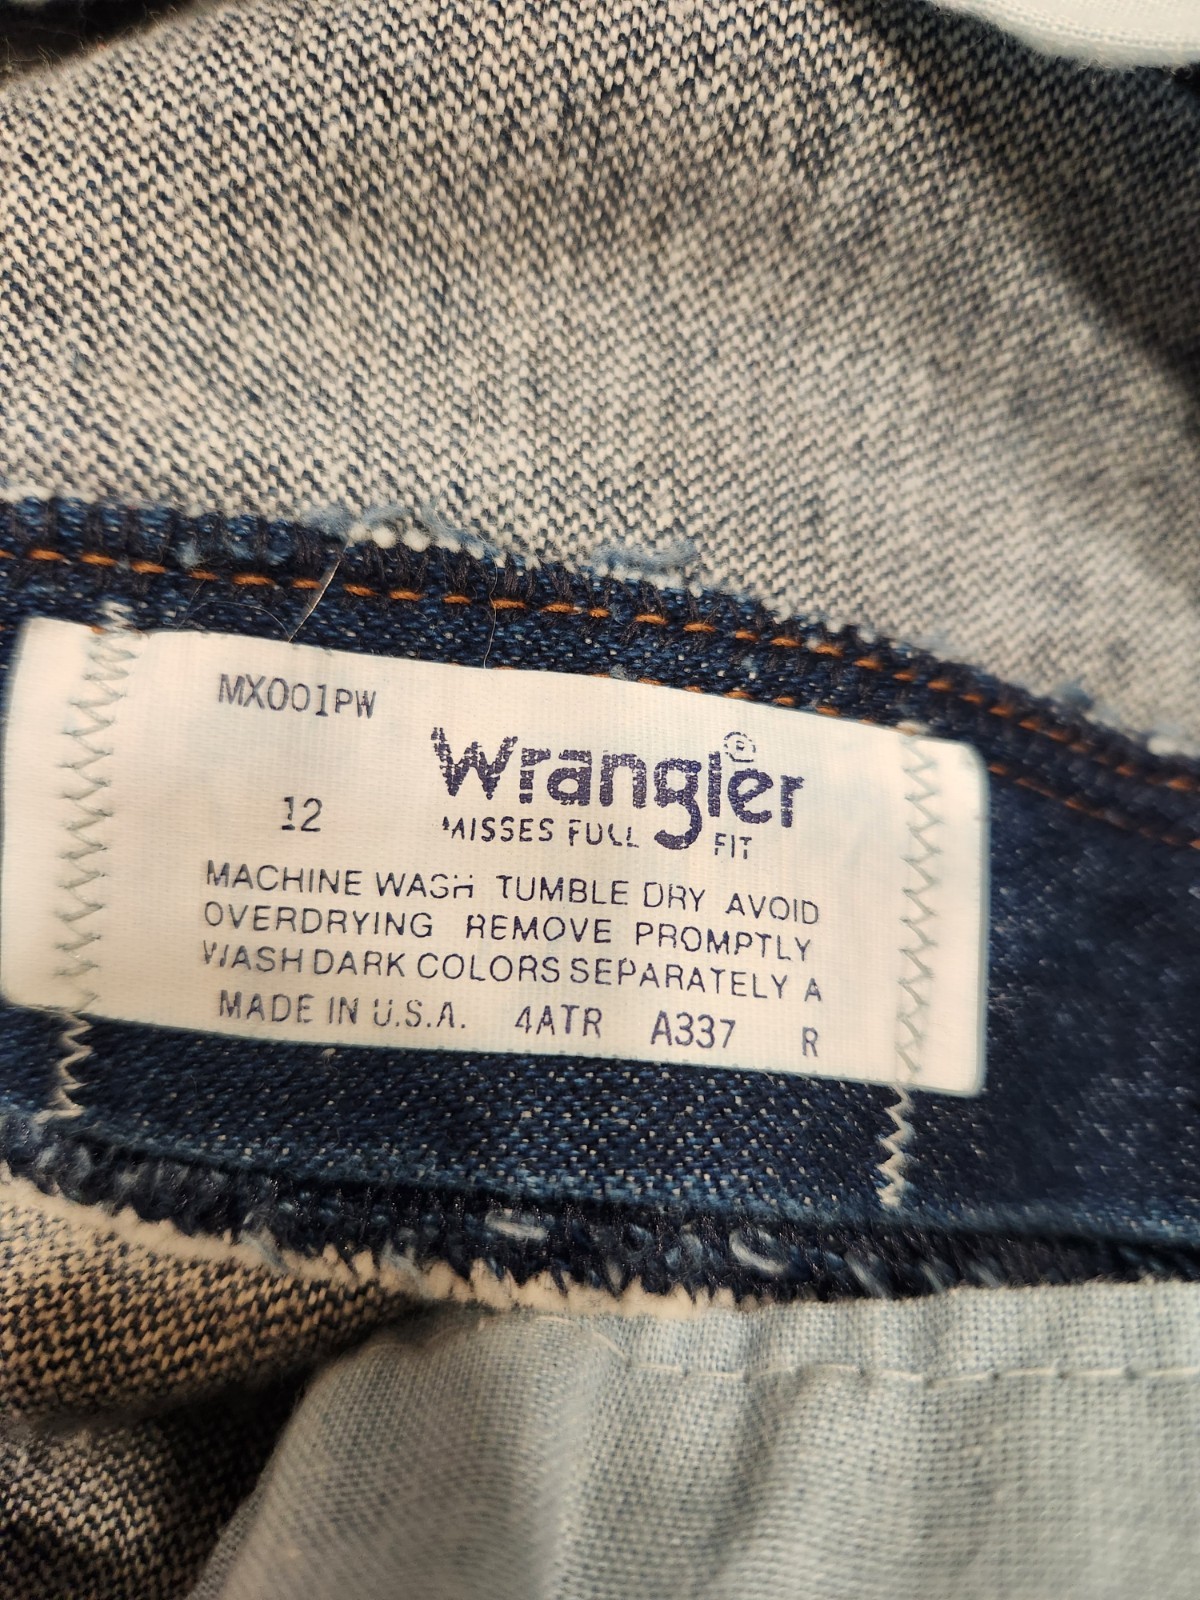 MX001PW
Wrangler®
12 MISSES FULL FIT
MACHINE WASH TUMBLE DRY AVOID
OVERDRYING REMOVE PROMPTLY
WASH DARK COLORS SEPARATELY A
MADE IN U.S.A. 4ATR A337 R